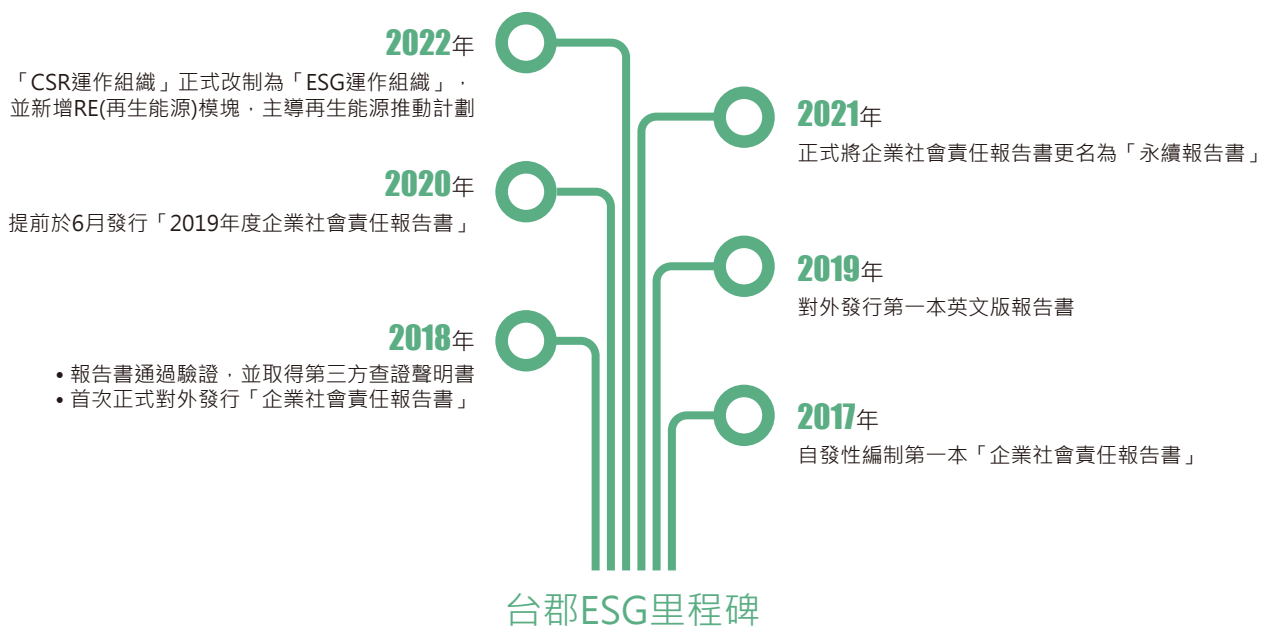 2022年
「CSR運作組織」正式改制為「ESG運作組織」，
並新增RE(再生能源)模塊，主導再生能源推動計劃
2021年
正式將企業社會責任報告書更名為「永續報告書」
2020年
提前於6月發行「2019年度企業社會責任報告書」
2019年
對外發行第一本英文版報告書
2018年
• 報告書通過驗證，並取得第三方查證聲明書
• 首次正式對外發行「企業社會責任報告書」
2017年
自發性編制第一本「企業社會責任報告書」
台郡ESG里程碑